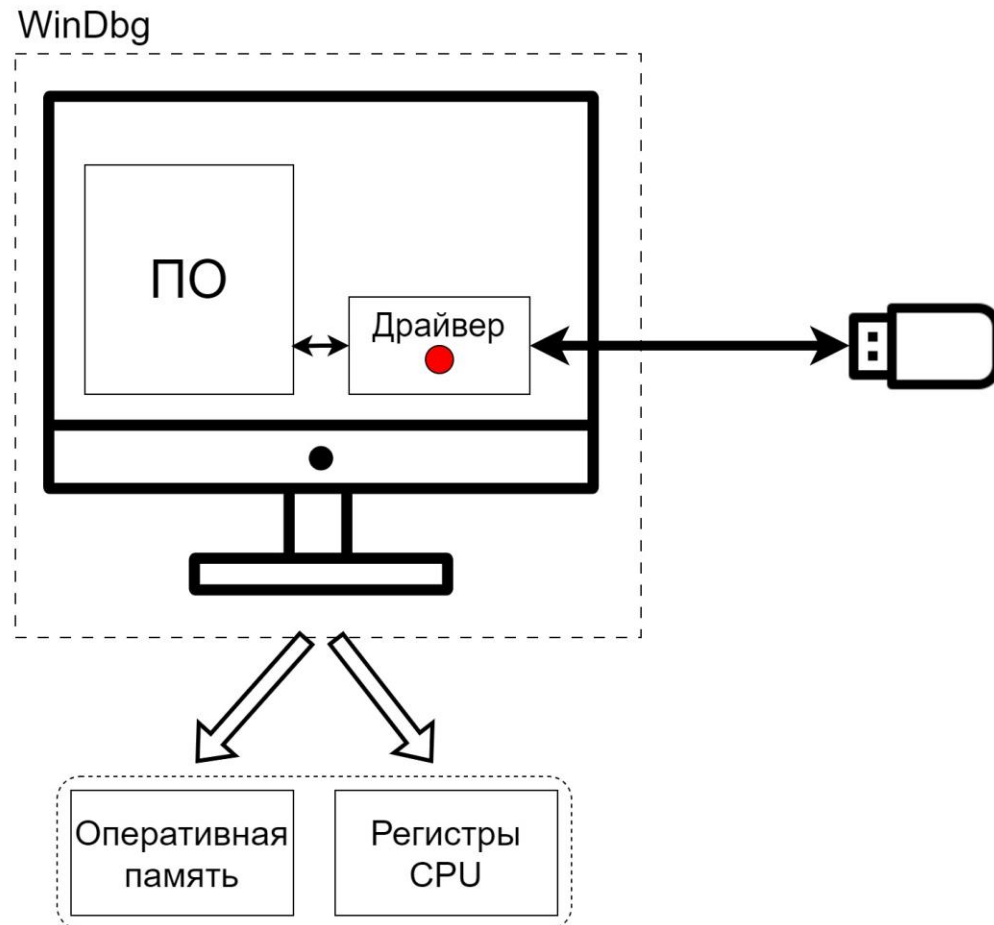 WinDbg
ПО
Драйвер
Оперативная
память
Регистры
CPU